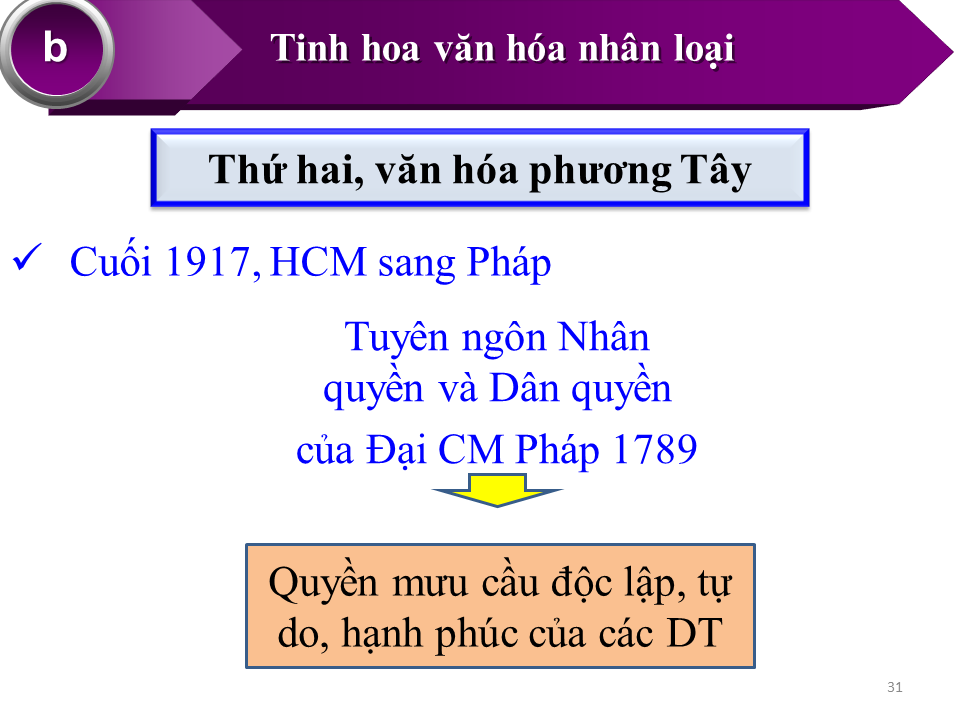 b
Tinh hoa văn hóa nhân loại
Thứ hai, văn hóa phương Tây
✓ Cuối 1917, HCM sang Pháp
Tuyên ngôn Nhân
quyền và Dân quyền
của Đại CM Pháp 1789
Quyền mưu cầu độc lập, tự
do, hạnh phúc của các DT
31